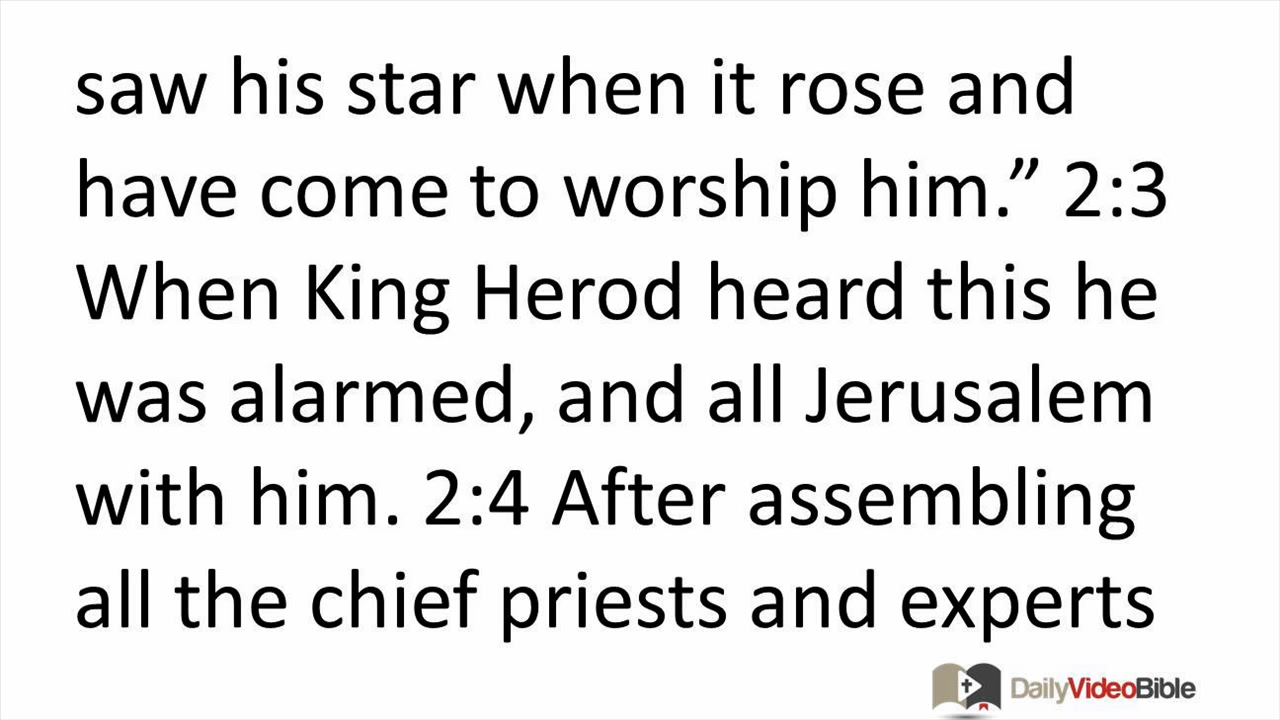 saw his star when it rose and
have come to worship him.” 2:3
When King Herod heard this he
was alarmed, and all Jerusalem
with him. 2:4 After assembling
all the chief priests and experts
DailyVideoBible